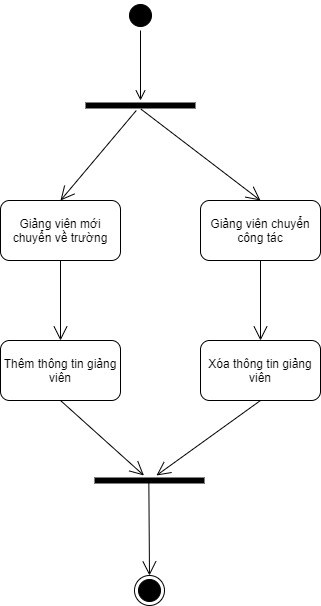 Giảng viên mới
chuyển về trường
Giảng viên chuyển
công tác
Thêm thông tin giảng
viên
Xóa thông tin giảng
viên